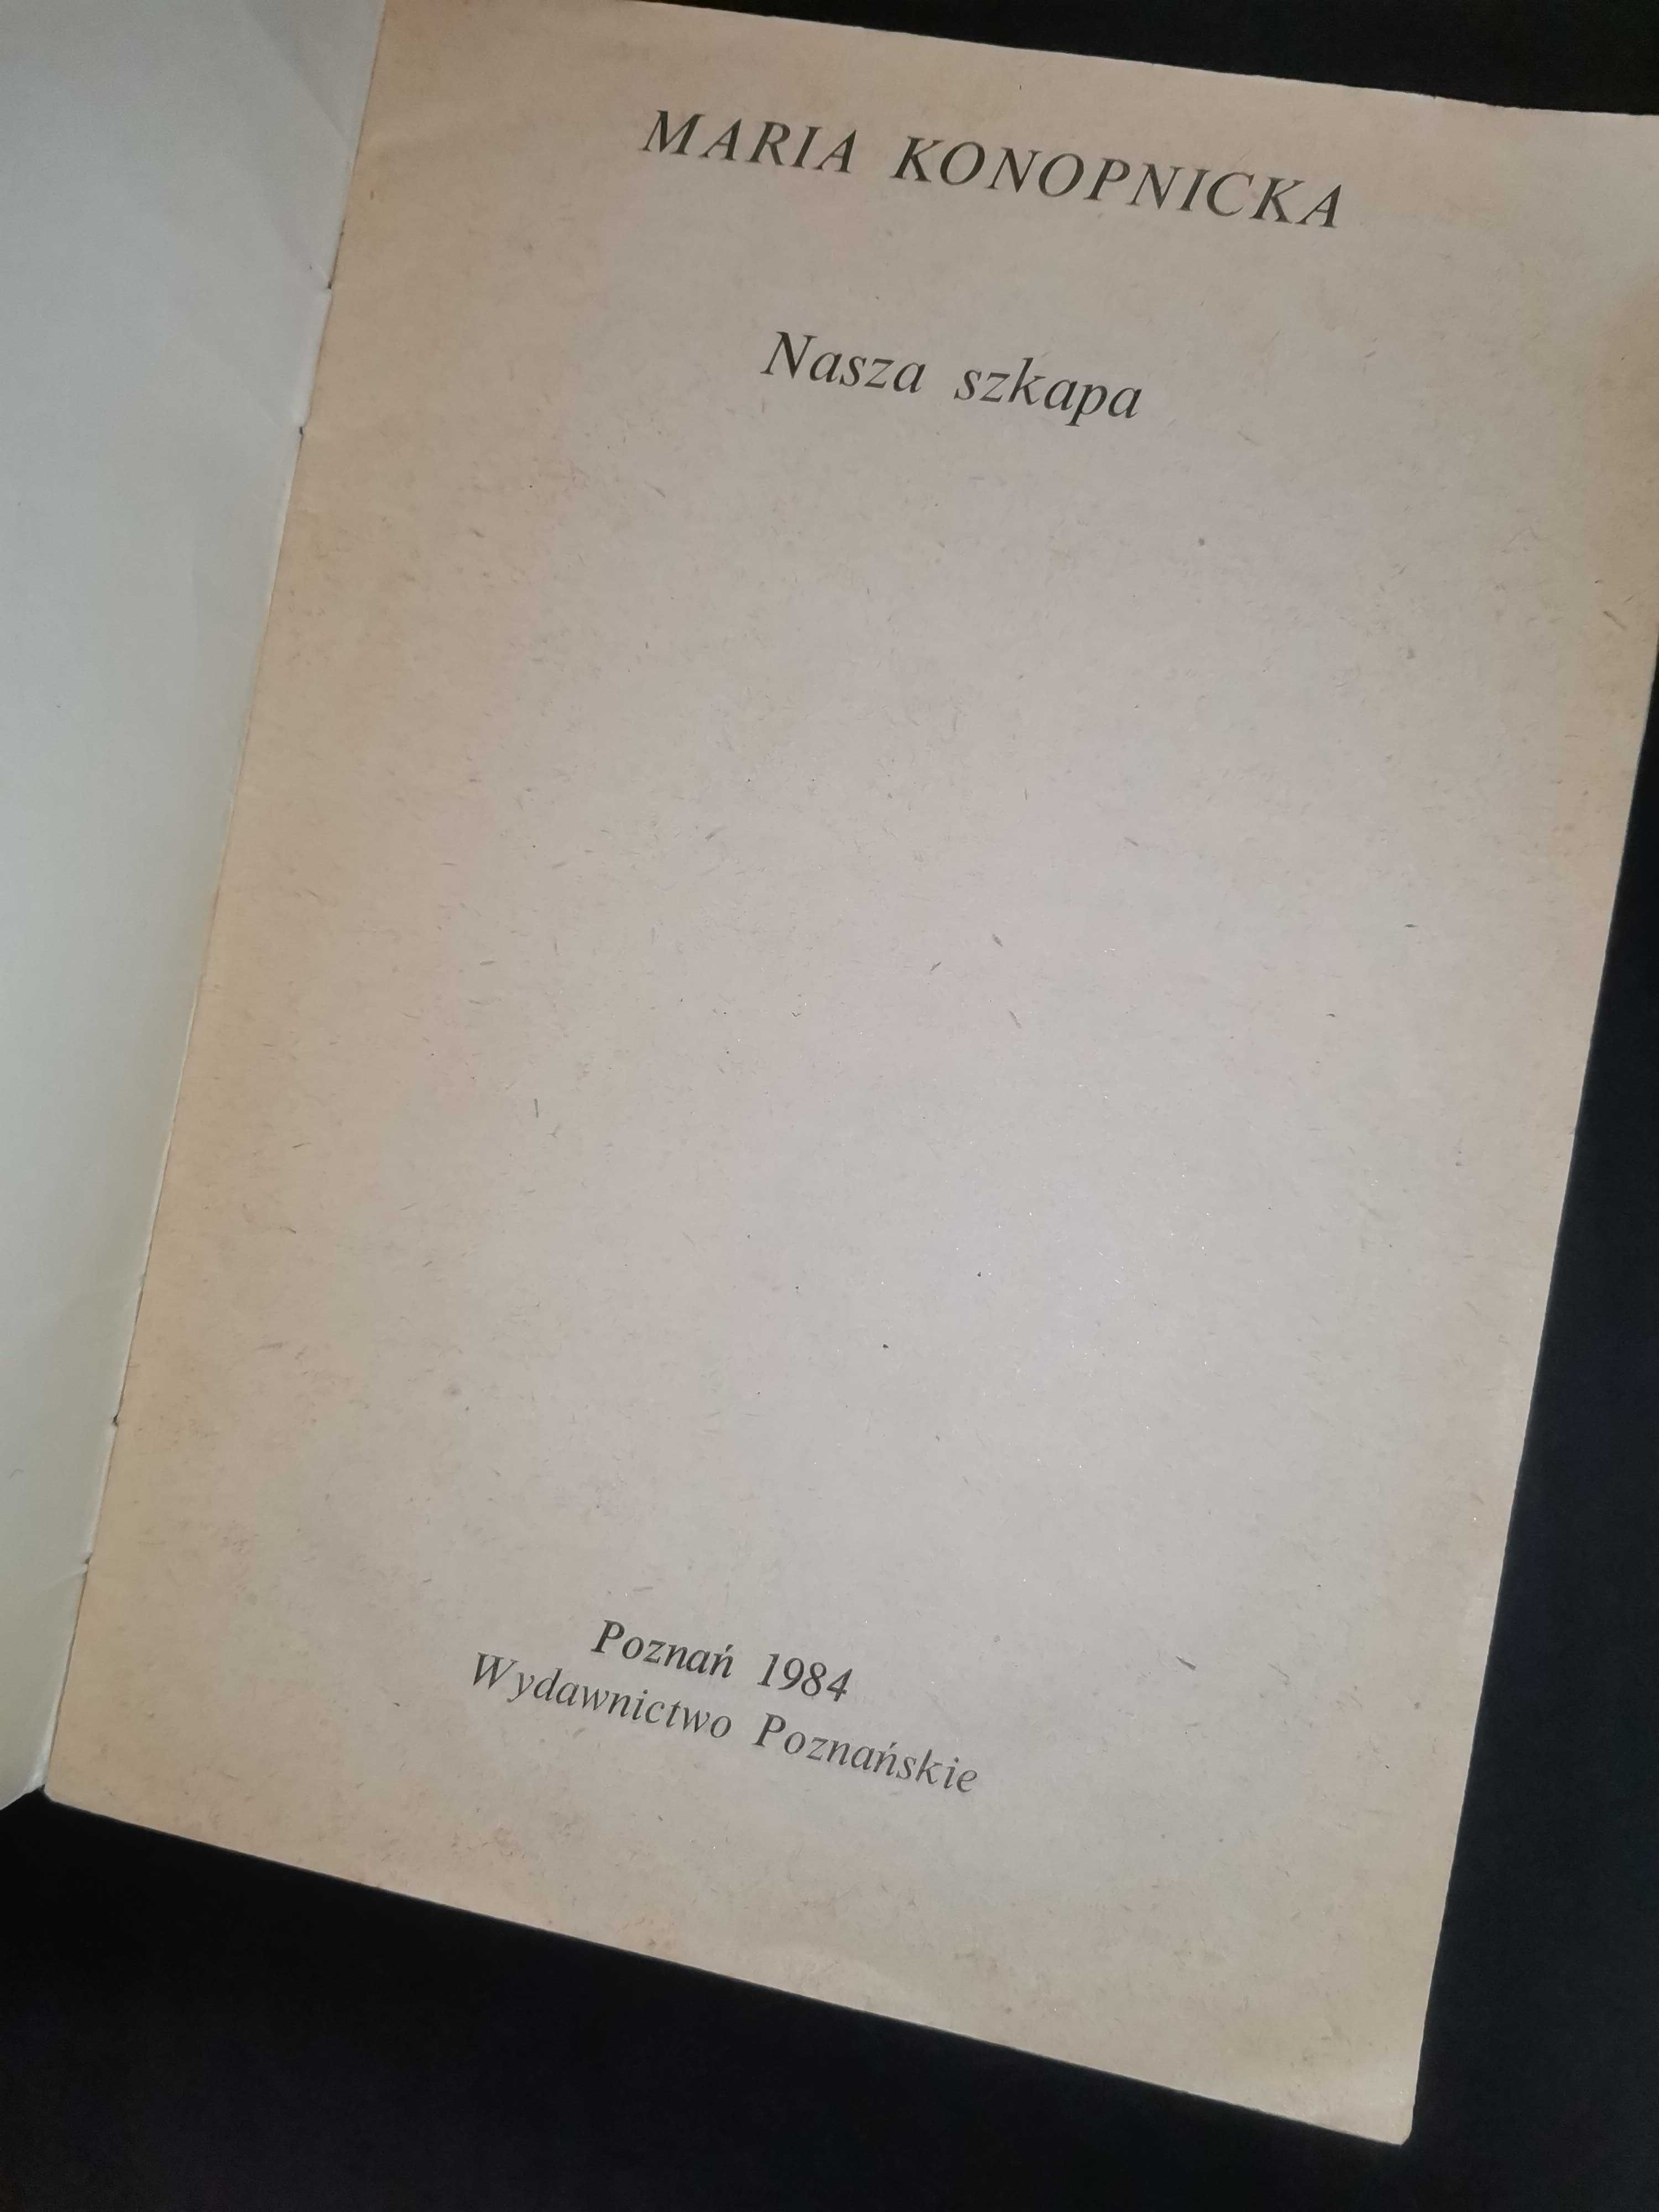 MARIA KONOPNICKA
Nasza szkapa
Poznań 1984
Wydawnictwo Poznańskie